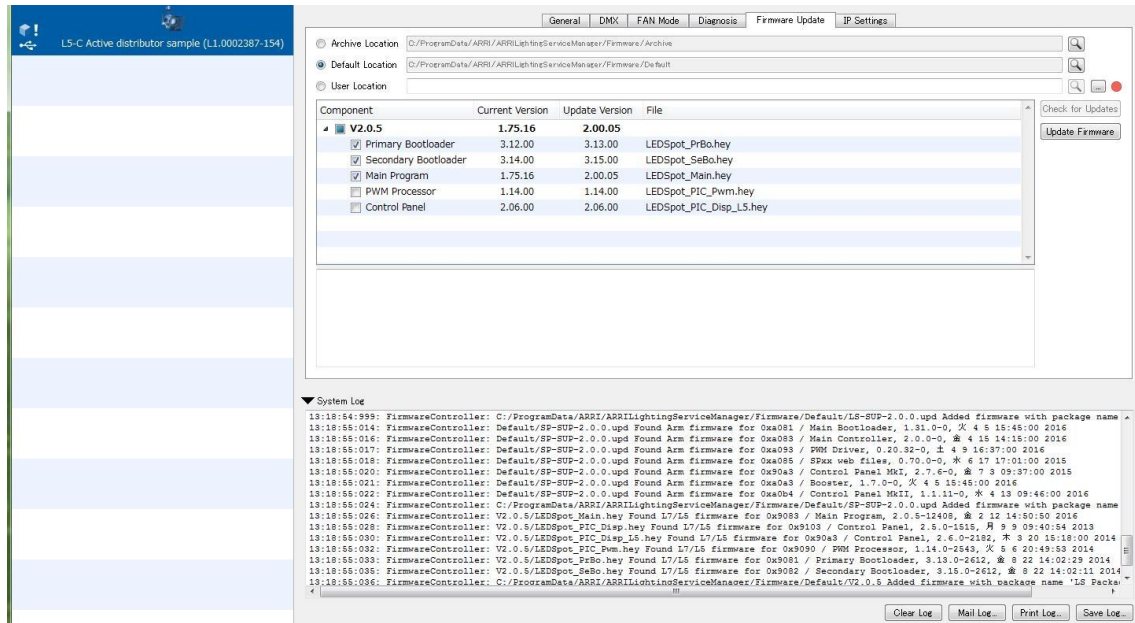 General DMX FAN Mode Diagnosis Firmware Update IP Settings
L5-C Active distributor sample (L1.0002387-154)
Archive Location C:/ProgramData/ARRI/ARRILightingServiceManager/Firmware/Archive
Default Location C:/ProgramData/ARRI/ARRILightingServiceManager/Firmware/Default
User Location ...
Component Current Version Update Version File
Check for Updates
V2.0.5 1.75.16 2.00.05
Update Firmware
Primary Bootloader 3.12.00 3.13.00 LEDSpot_PrBo.hey
Secondary Bootloader 3.14.00 3.15.00 LEDSpot_SeBo.hey
Main Program 1.75.16 2.00.05 LEDSpot_Main.hey
PWM Processor 1.14.00 1.14.00 LEDSpot_PIC_Pwm.hey
Control Panel 2.06.00 2.06.00 LEDSpot_PIC_Disp_L5.hey
System Log
13:18:54:999: FirmwareController: C:/ProgramData/ARRI/ARRILightingServiceManager/Firmware/Default/LS-SUP-2.0.0.upd Added firmware with package name
13:18:55:014: FirmwareController: Default/SP-SUP-2.0.0.upd Found Arm firmware for 0xa081 / Main Bootloader, 1.31.0-0, 火 4 5 15:45:00 2016
13:18:55:016: FirmwareController: Default/SP-SUP-2.0.0.upd Found Arm firmware for 0xa083 / Main Controller, 2.0.0-0, 金 4 15 14:15:00 2016
13:18:55:017: FirmwareController: Default/SP-SUP-2.0.0.upd Found Arm firmware for 0xa093 / PWM Driver, 0.20.32-0, 土 4 9 16:37:00 2016
13:18:55:018: FirmwareController: Default/SP-SUP-2.0.0.upd Found Arm firmware for 0xa085 / SPxx web files, 0.70.0-0, 水 6 17 17:01:00 2015
13:18:55:020: FirmwareController: Default/SP-SUP-2.0.0.upd Found Arm firmware for 0x90a3 / Control Panel MkI, 2.7.6-0, 金 7 3 09:37:00 2015
13:18:55:021: FirmwareController: Default/SP-SUP-2.0.0.upd Found Arm firmware for 0xa0a3 / Booster, 1.7.0-0, 火 4 5 15:45:00 2016
13:18:55:022: FirmwareController: Default/SP-SUP-2.0.0.upd Found Arm firmware for 0xa0b4 / Control Panel MkII, 1.1.11-0, 水 4 13 09:46:00 2016
13:18:55:024: FirmwareController: C:/ProgramData/ARRI/ARRILightingServiceManager/Firmware/Default/SP-SUP-2.0.0.upd Added firmware with package name
13:18:55:026: FirmwareController: V2.0.5/LEDSpot_Main.hey Found L7/L5 firmware for 0x9083 / Main Program, 2.0.5-12408, 金 2 12 14:50:50 2016
13:18:55:028: FirmwareController: V2.0.5/LEDSpot_PIC_Disp.hey Found L7/L5 firmware for 0x9103 / Control Panel, 2.5.0-1515, 月 9 9 09:40:54 2013
13:18:55:030: FirmwareController: V2.0.5/LEDSpot_PIC_Disp_L5.hey Found L7/L5 firmware for 0x90a3 / Control Panel, 2.6.0-2182, 木 3 20 15:18:00 2014
13:18:55:032: FirmwareController: V2.0.5/LEDSpot_PIC_Pwm.hey Found L7/L5 firmware for 0x9090 / PWM Processor, 1.14.0-2543, 火 5 6 20:49:53 2014
13:18:55:033: FirmwareController: V2.0.5/LEDSpot_PrBo.hey Found L7/L5 firmware for 0x9081 / Primary Bootloader, 3.13.0-2612, 金 8 22 14:02:29 2014
13:18:55:035: FirmwareController: V2.0.5/LEDSpot_SeBo.hey Found L7/L5 firmware for 0x9082 / Secondary Bootloader, 3.15.0-2612, 金 8 22 14:02:11 2014
13:18:55:036: FirmwareController: C:/ProgramData/ARRI/ARRILightingServiceManager/Firmware/Default/V2.0.5 Added firmware with package name 'LS Packa
Clear Log Mail Log... Print Log... Save Log...